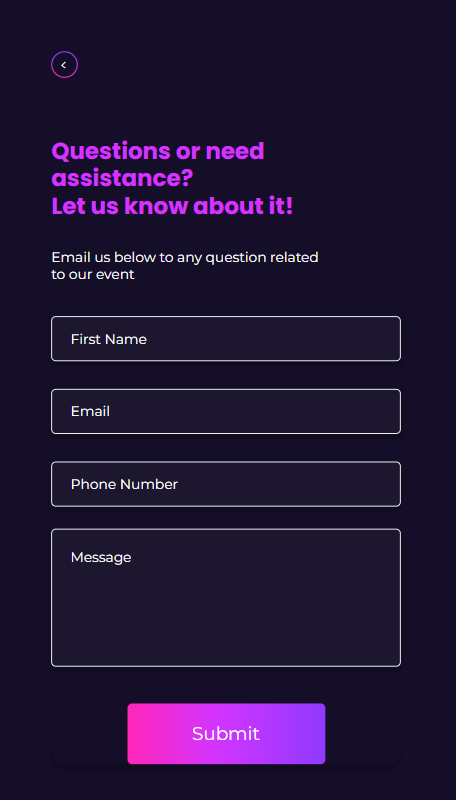 <
Questions or need
assistance?
Let us know about it!
Email us below to any question related
to our event
First Name
Email
Phone Number
Message
Submit